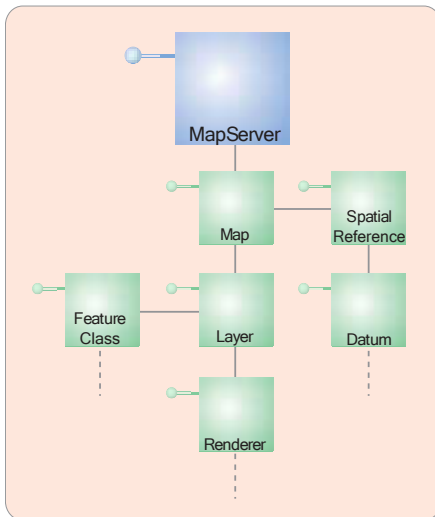 MapServer
Map
Spatial
Reference
Feature
Class
Layer
Datum
Renderer